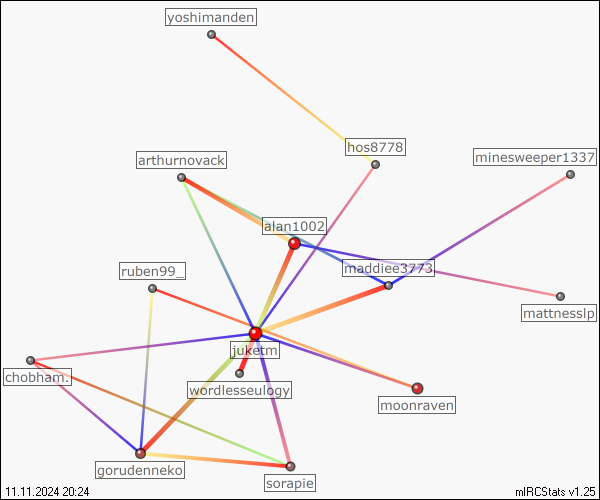 yoshimanden
hos8778
minesweeper1337
arthurnovack
alan1002
maddiee3773
ruben99_
mattnesslp
juketm
chobham.
wordlesseulogy
moonraven
gorudenneko
sorapie
11.11.2024 20:24
mIRCStats v1.25